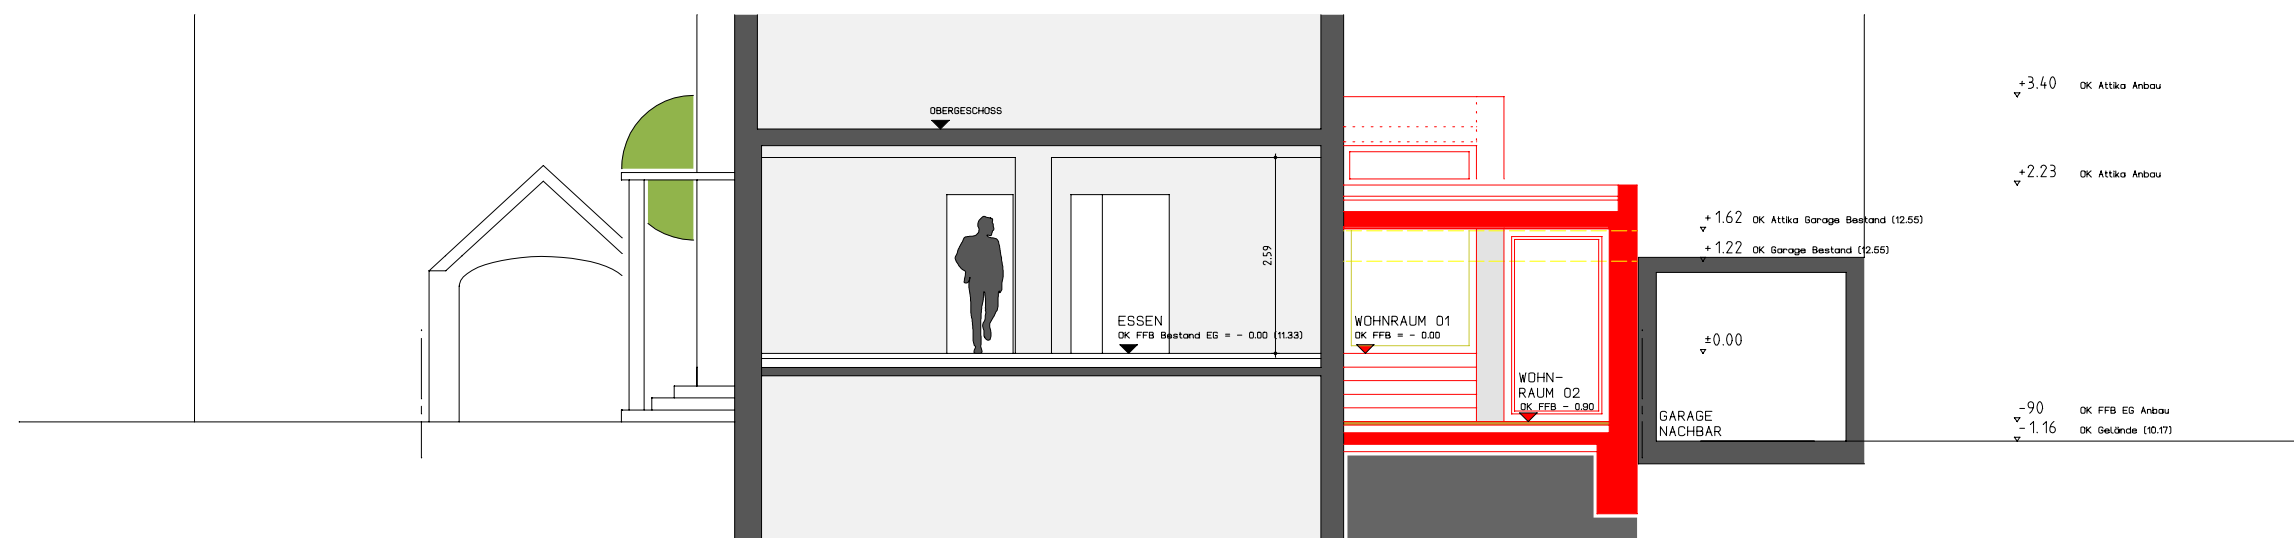 +3.40 OK Attika Anbau
OBERGESCHOSS
+2.23 OK Attika Anbau
+1.62 OK Attika Garage Bestand (12.55)
+1.22 OK Garage Bestand (12.55)
2.59
ESSEN
OK FFB Bestand EG = - 0.00 (11.33)
WOHNRAUM 01
OK FFB = - 0.00
±0.00
WOHN-
RAUM 02
OK FFB - 0.90
GARAGE
NACHBAR
-90 OK FFB EG Anbau
-1.16 OK Gelände (10.17)